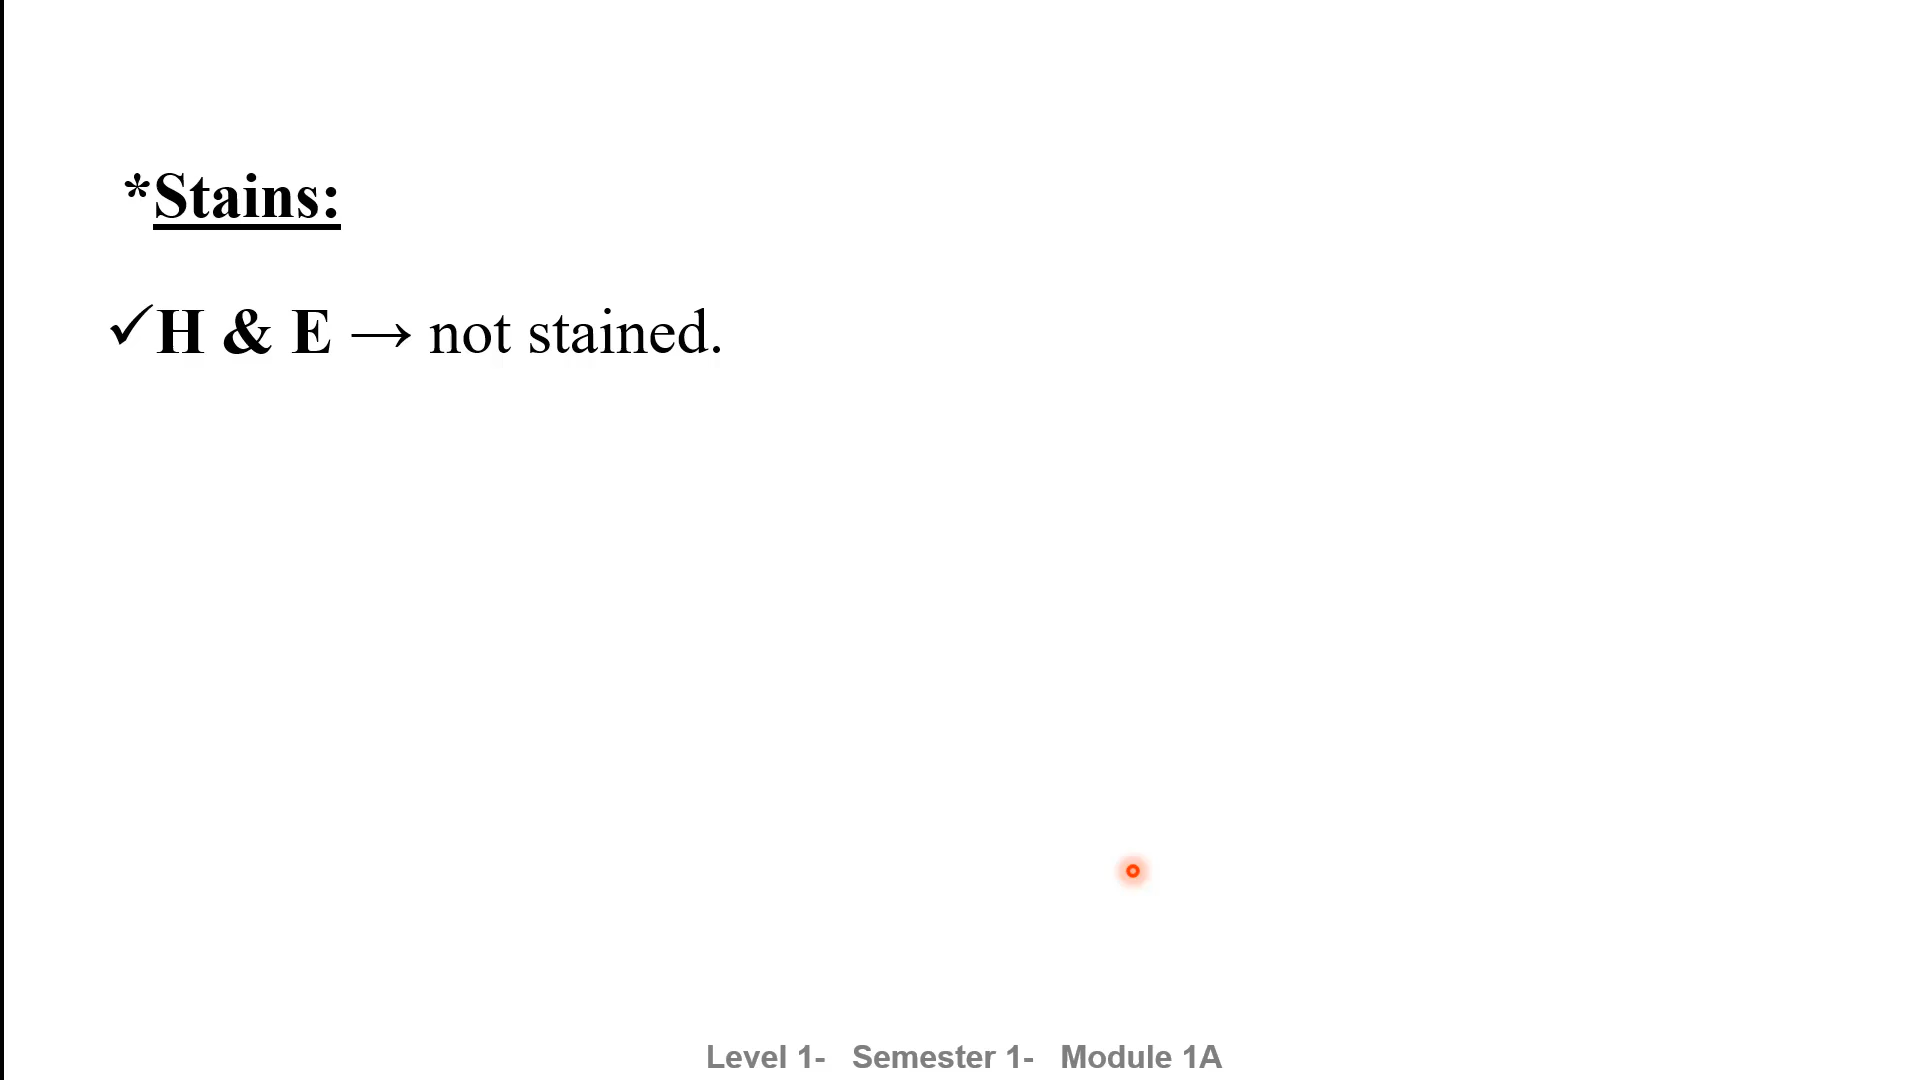 *Stains:
✓H & E → not stained.
Level 1- Semester 1- Module 1A